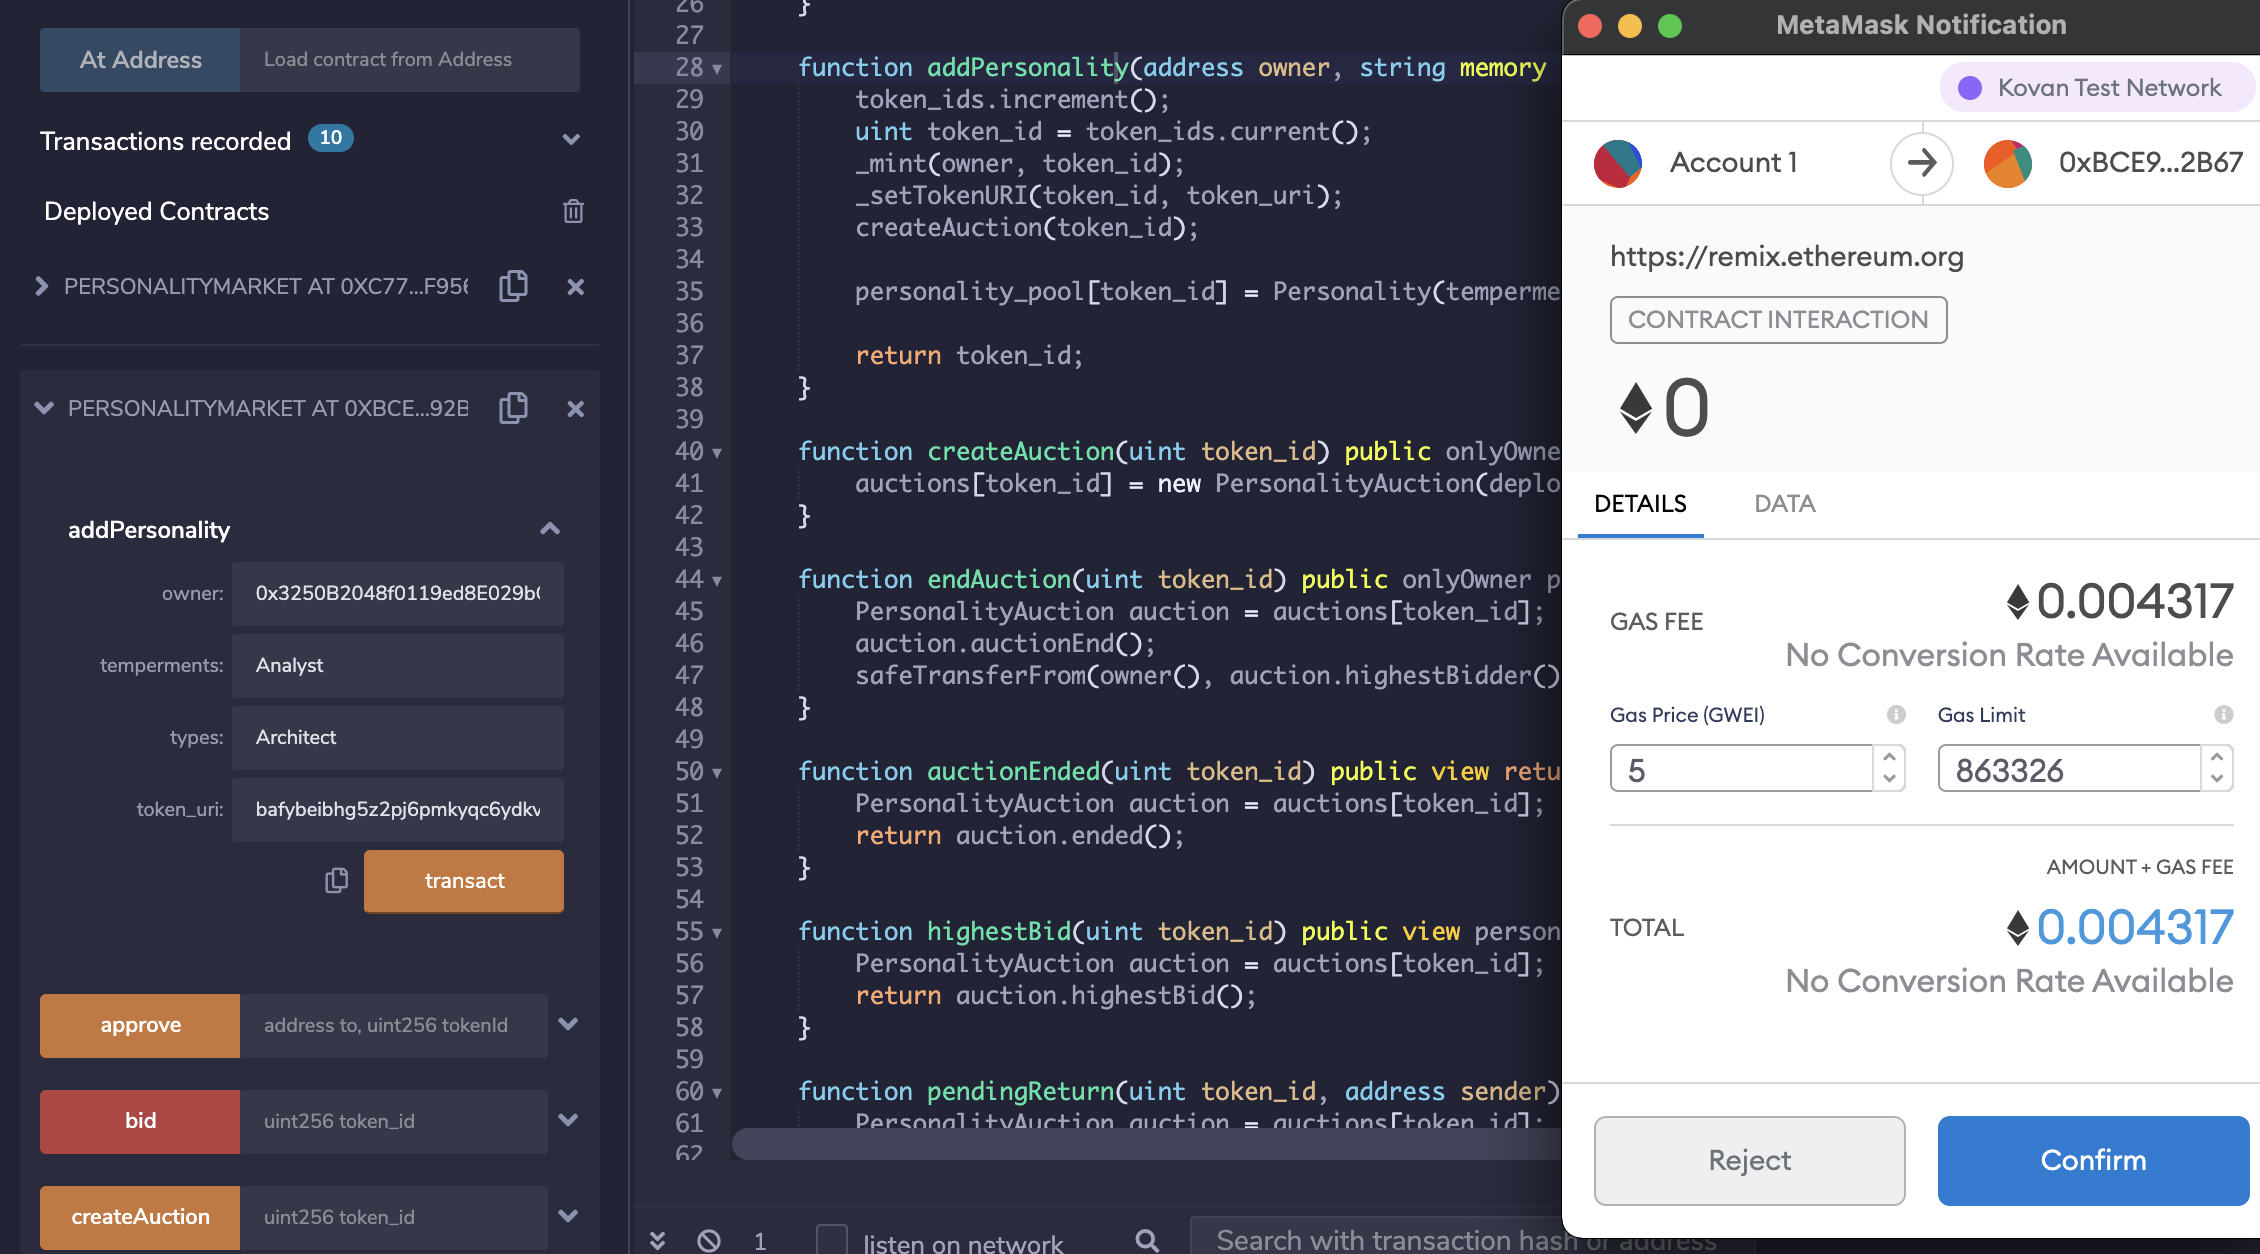 At Address
Load contract from Address
Transactions recorded 10
Deployed Contracts
PERSONALITYMARKET AT 0XC77...F956
PERSONALITYMARKET AT 0XBCE...92B
addPersonality
owner: 0x3250B2048f0119ed8E029b
temperments: Analyst
types: Architect
token_uri: bafybeibhg5z2pj6pmkyqc6ydkv
transact
approve address to, uint256 tokenId
bid uint256 token_id
createAuction uint256 token_id
26 }
27
28 function addPersonality(address owner, string memory
29 token_ids.increment();
30 uint token_id = token_ids.current();
31 _mint(owner, token_id);
32 _setTokenURI(token_id, token_uri);
33 createAuction(token_id);
34
35 personality_pool[token_id] = Personality(temperme
36
37 return token_id;
38 }
39
40 function createAuction(uint token_id) public onlyOwne
41 auctions[token_id] = new PersonalityAuction(deplo
42 }
43
44 function endAuction(uint token_id) public onlyOwner p
45 PersonalityAuction auction = auctions[token_id];
46 auction.auctionEnd();
47 safeTransferFrom(owner(), auction.highestBidder()
48 }
49
50 function auctionEnded(uint token_id) public view retu
51 PersonalityAuction auction = auctions[token_id];
52 return auction.ended();
53 }
54
55 function highestBid(uint token_id) public view person
56 PersonalityAuction auction = auctions[token_id];
57 return auction.highestBid();
58 }
59
60 function pendingReturn(uint token_id, address sender)
61 PersonalityAuction auction = auctions[token_id];
62
1
listen on network
Search with transaction hash or address
MetaMask Notification
Kovan Test Network
Account 1
0xBCE9...2B67
https://remix.ethereum.org
CONTRACT INTERACTION
0
DETAILS
DATA
GAS FEE
0.004317
No Conversion Rate Available
Gas Price (GWEI)
Gas Limit
5
863326
AMOUNT + GAS FEE
TOTAL
0.004317
No Conversion Rate Available
Reject
Confirm